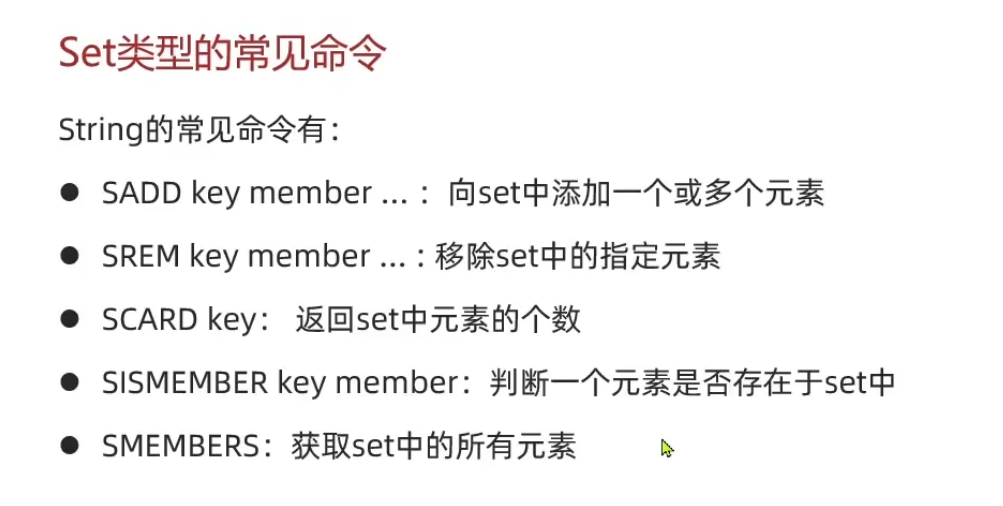 Set类型的常见命令
String的常见命令有：
● SADD key member ... ：向set中添加一个或多个元素
● SREM key member ... : 移除set中的指定元素
● SCARD key： 返回set中元素的个数
● SISMEMBER key member：判断一个元素是否存在于set中
● SMEMBERS：获取set中的所有元素